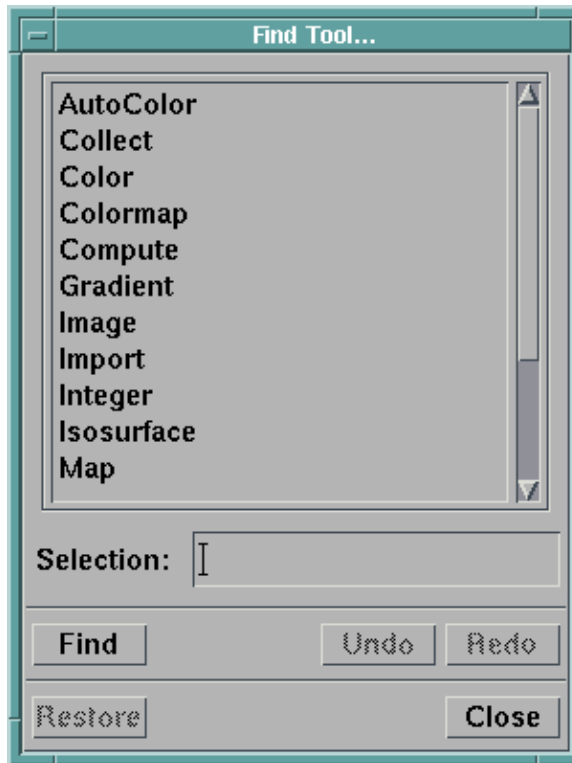 Find Tool...
AutoColor
Collect
Color
Colormap
Compute
Gradient
Image
Import
Integer
Isosurface
Map
Selection:
Find Undo Redo
Restore Close